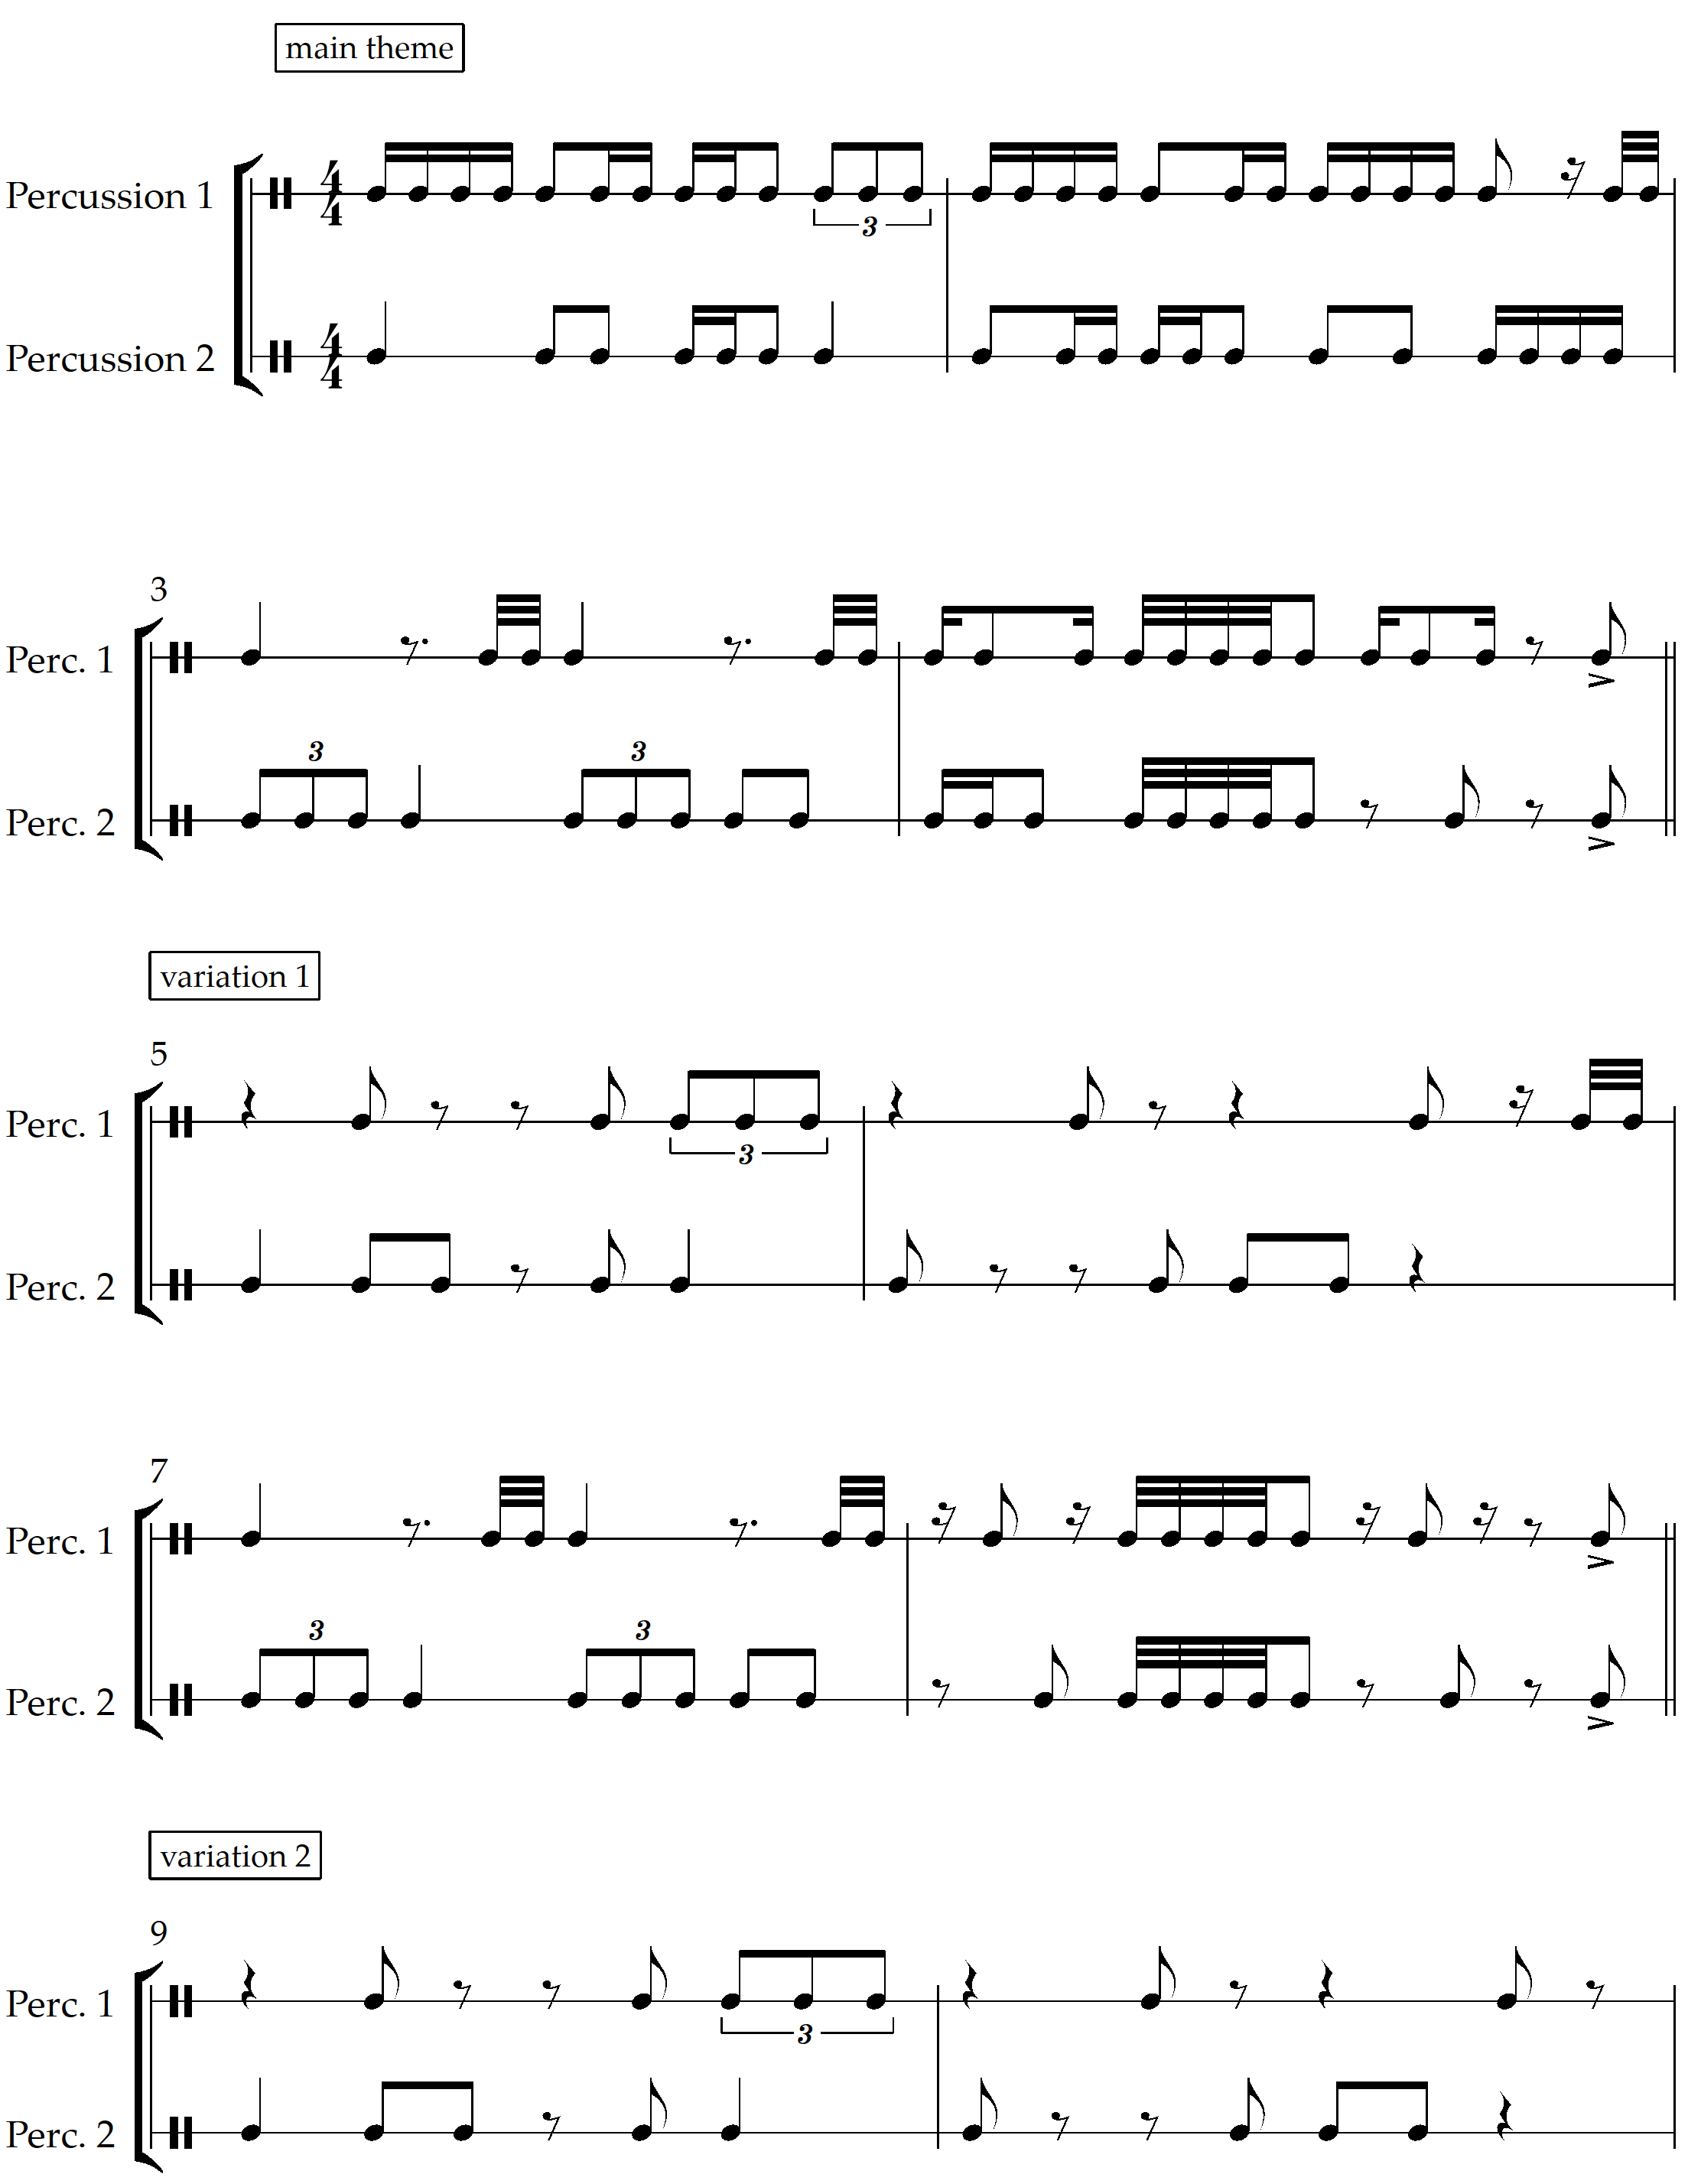 main theme
4
4
Percussion 1
3
4
4
Percussion 2
3
Perc. 1
3
3
Perc. 2
variation 1
5
Perc. 1
3
Perc. 2
7
Perc. 1
3
3
Perc. 2
variation 2
9
Perc. 1
3
Perc. 2